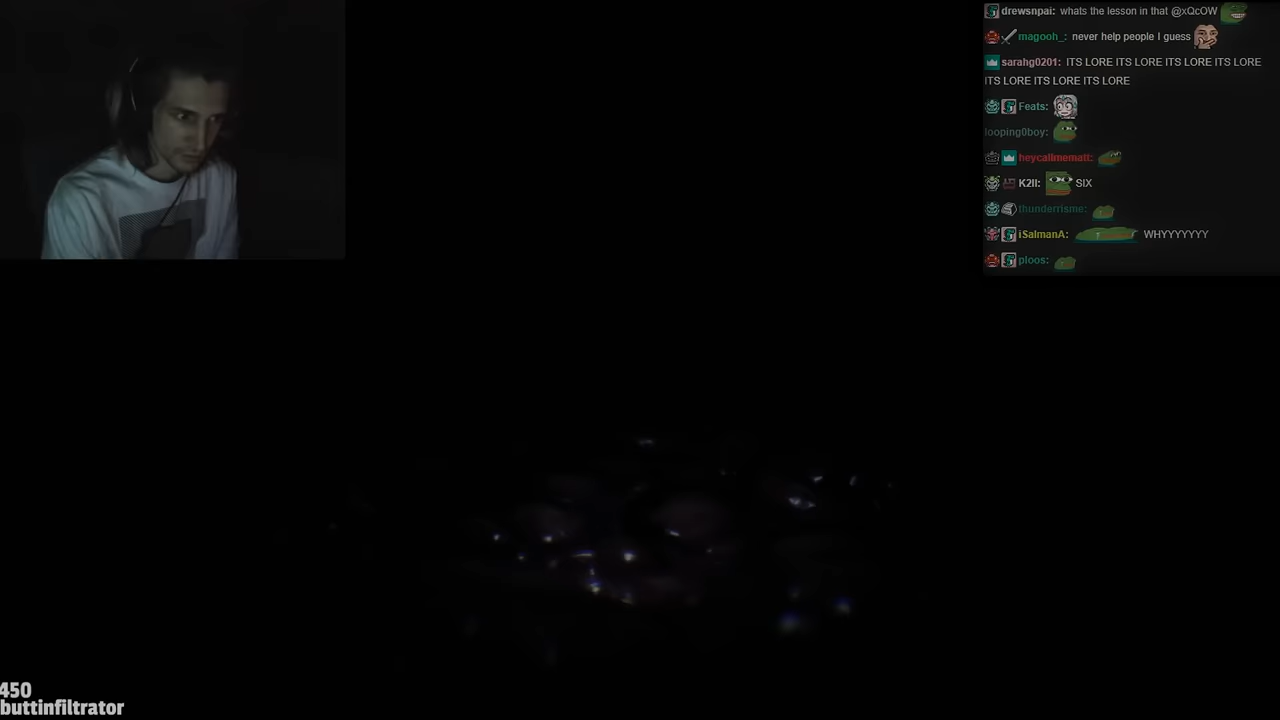 drewsnpai: whats the lesson in that @xQcOW
magooh_: never help people I guess
sarahg0201: ITS LORE ITS LORE ITS LORE ITS LORE
ITS LORE ITS LORE ITS LORE
Feats:
looping0boy:
heycallmematt:
K2II: SIX
thunderrisme:
iSalmanA: WHYYYYYYY
ploos:
450
buttinfiltrator